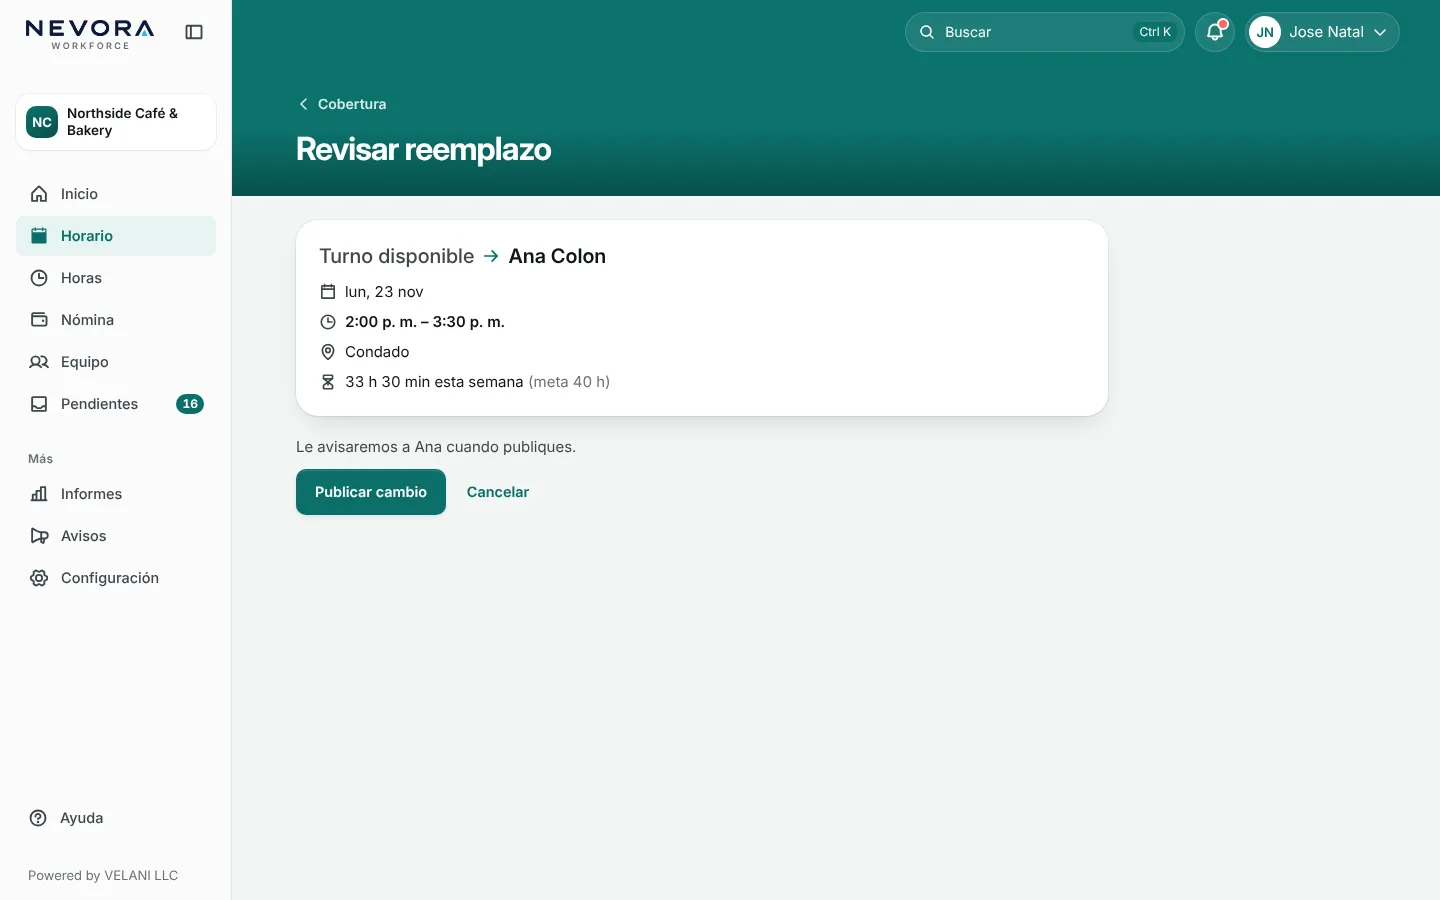 NEVORA
WORKFORCE
NC
Northside Café &
Bakery
Inicio
Horario
Horas
Nómina
Equipo
Pendientes 16
Más
Informes
Avisos
Configuración
Ayuda
Powered by VELANI LLC
Buscar Ctrl K
JN Jose Natal
Cobertura
Revisar reemplazo
Turno disponible → Ana Colon
lun, 23 nov
2:00 p. m. – 3:30 p. m.
Condado
33 h 30 min esta semana (meta 40 h)
Le avisaremos a Ana cuando publiques.
Publicar cambio Cancelar